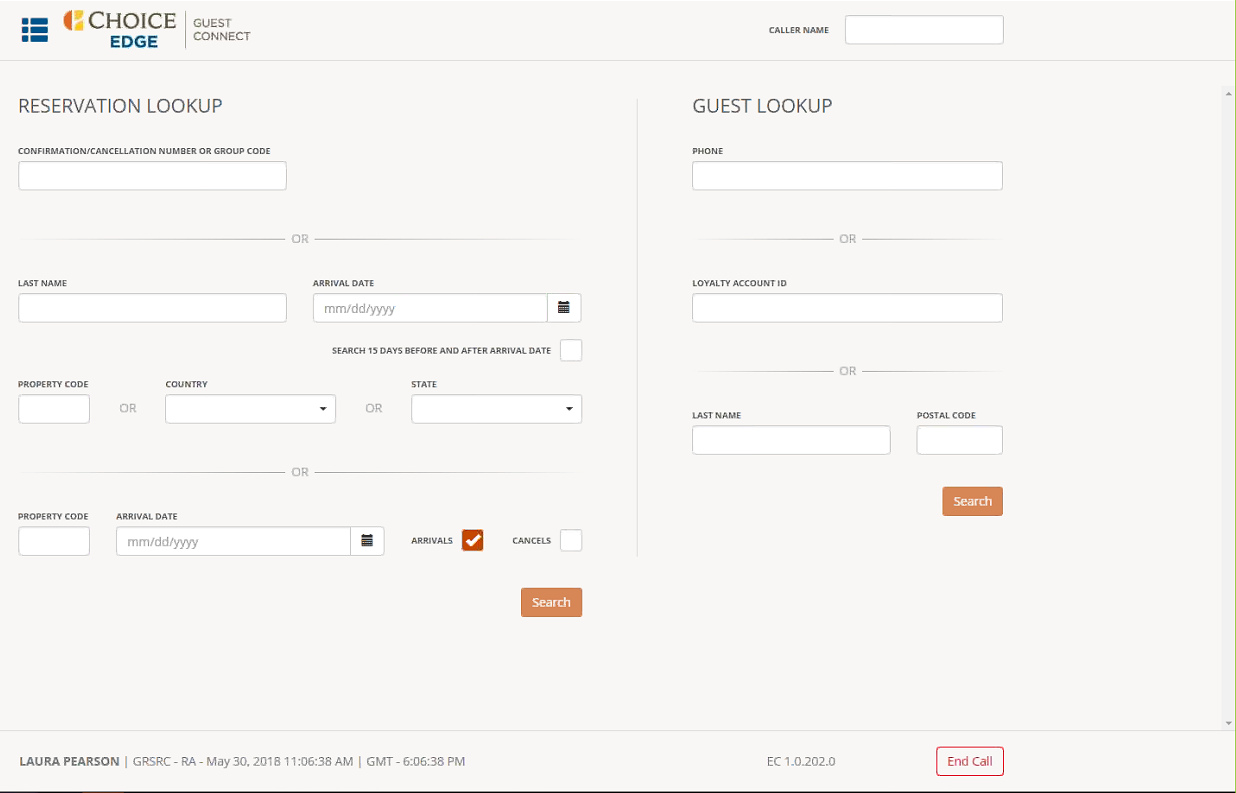 CHOICE EDGE GUEST CONNECT
CALLER NAME
RESERVATION LOOKUP
CONFIRMATION/CANCELLATION NUMBER OR GROUP CODE
OR
LAST NAME ARRIVAL DATE
mm/dd/yyyy
SEARCH 15 DAYS BEFORE AND AFTER ARRIVAL DATE
PROPERTY CODE COUNTRY STATE
OR OR
OR
PROPERTY CODE ARRIVAL DATE
mm/dd/yyyy ARRIVALS CANCELS
Search
GUEST LOOKUP
PHONE
OR
LOYALTY ACCOUNT ID
OR
LAST NAME POSTAL CODE
Search
LAURA PEARSON | GRSRC - RA - May 30, 2018 11:06:38 AM | GMT - 6:06:38 PM
EC 1.0.202.0
End Call